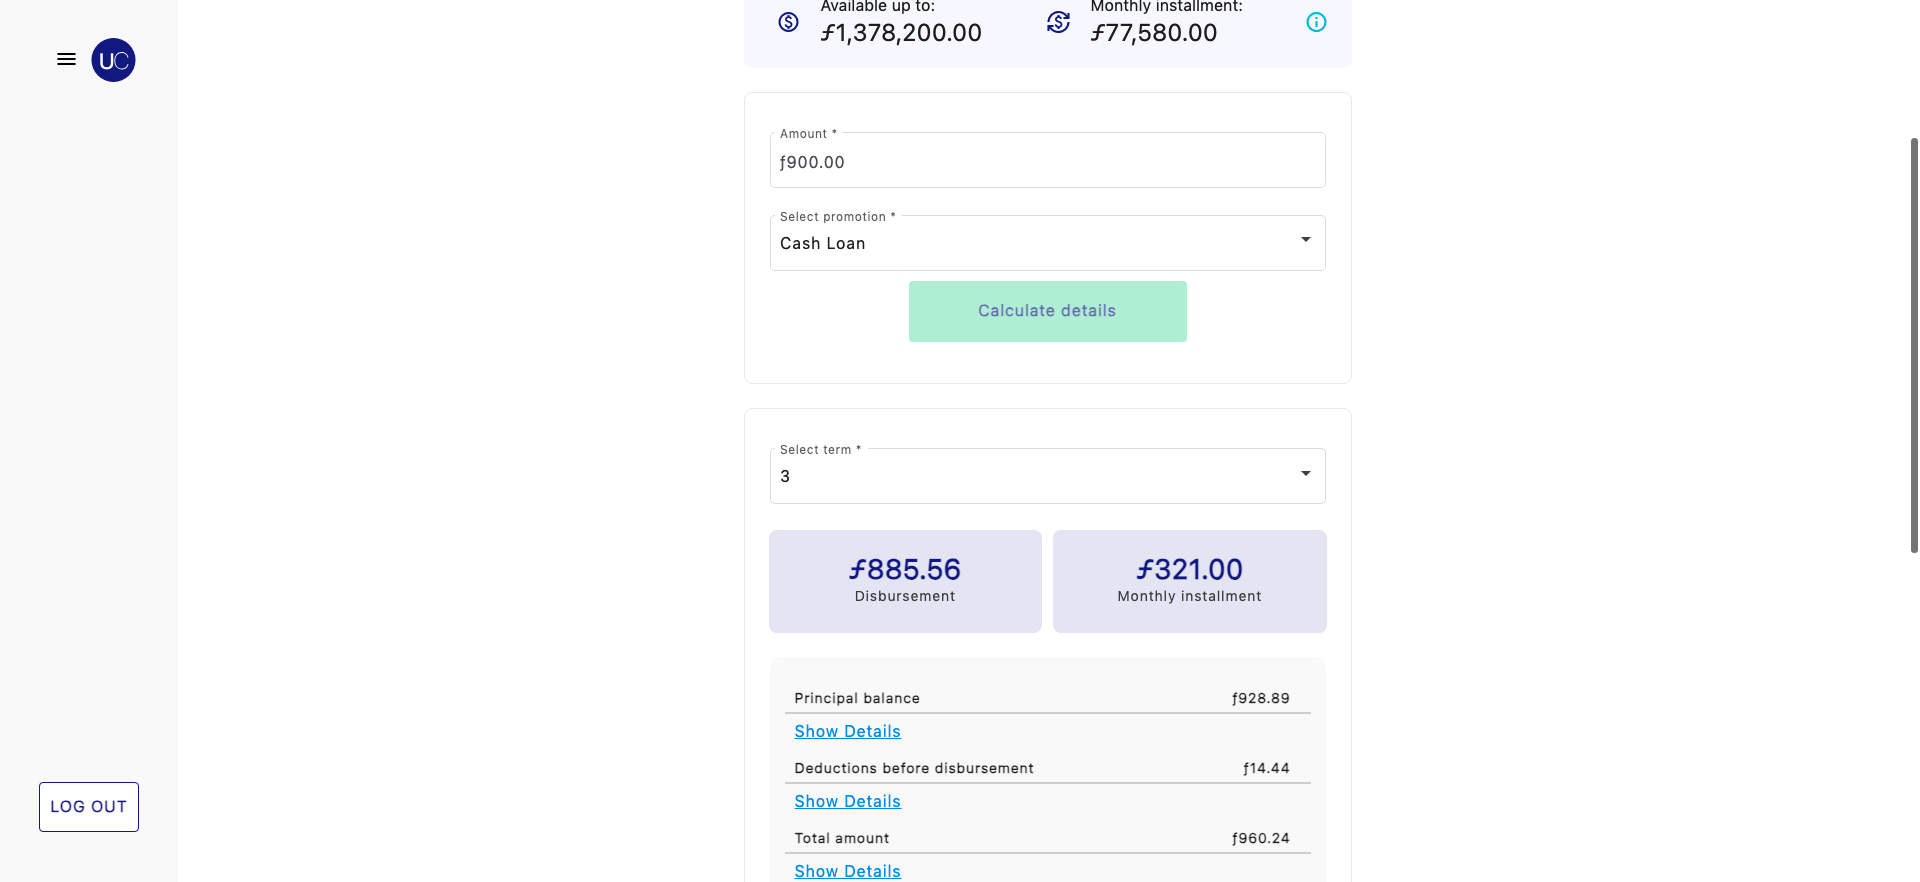 Available up to:
ƒ1,378,200.00
Monthly installment:
ƒ77,580.00
UC
Amount *
ƒ900.00
Select promotion *
Cash Loan
Calculate details
Select term *
3
ƒ885.56
Disbursement
ƒ321.00
Monthly installment
Principal balance ƒ928.89
Show Details
Deductions before disbursement ƒ14.44
Show Details
Total amount ƒ960.24
Show Details
LOG OUT